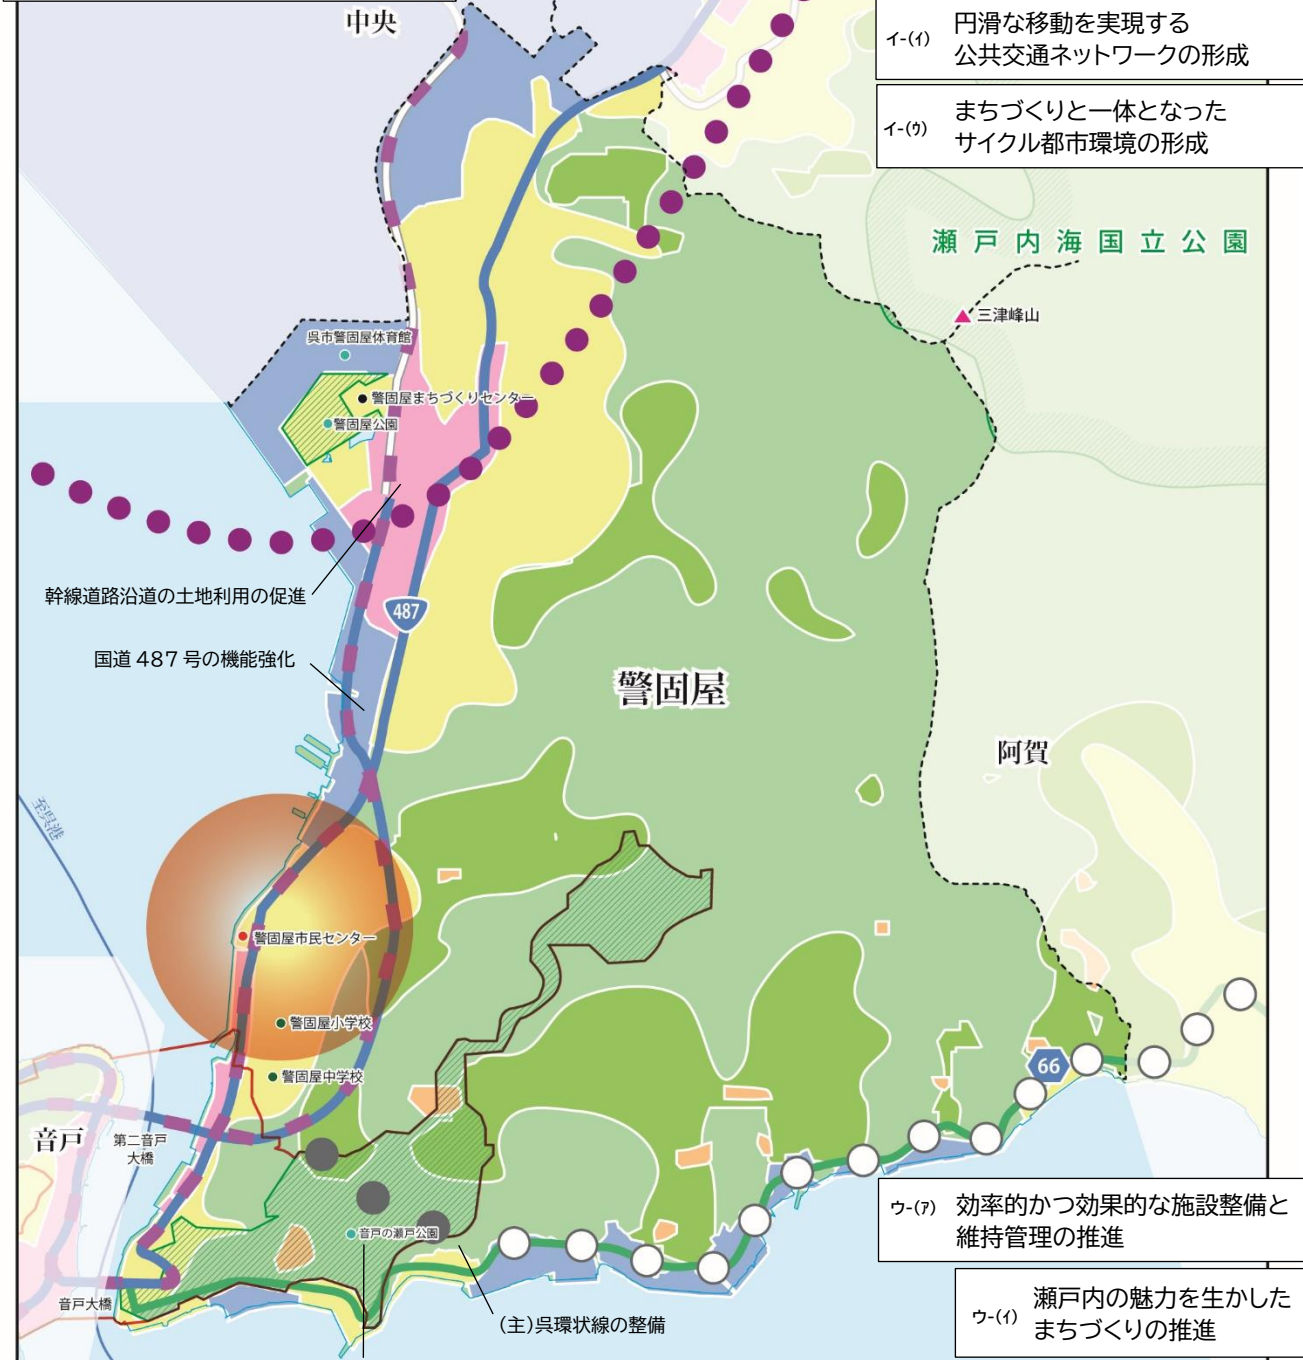 中央
イ-(イ) 円滑な移動を実現する
公共交通ネットワークの形成
イ-(ウ) まちづくりと一体となった
サイクル都市環境の形成
瀬戸内海国立公園
三津峰山
呉市警固屋体育館
警固屋まちづくりセンター
警固屋公園
幹線道路沿道の土地利用の促進
487
国道487号の機能強化
警固屋
阿賀
至呉港
警固屋市民センター
警固屋小学校
警固屋中学校
66
音戸
第二音戸
大橋
ウ-(ア) 効率的かつ効果的な施設整備と
維持管理の推進
音戸の瀬戸公園
ウ-(イ) 瀬戸内の魅力を生かした
まちづくりの推進
音戸大橋
(主)呉環状線の整備